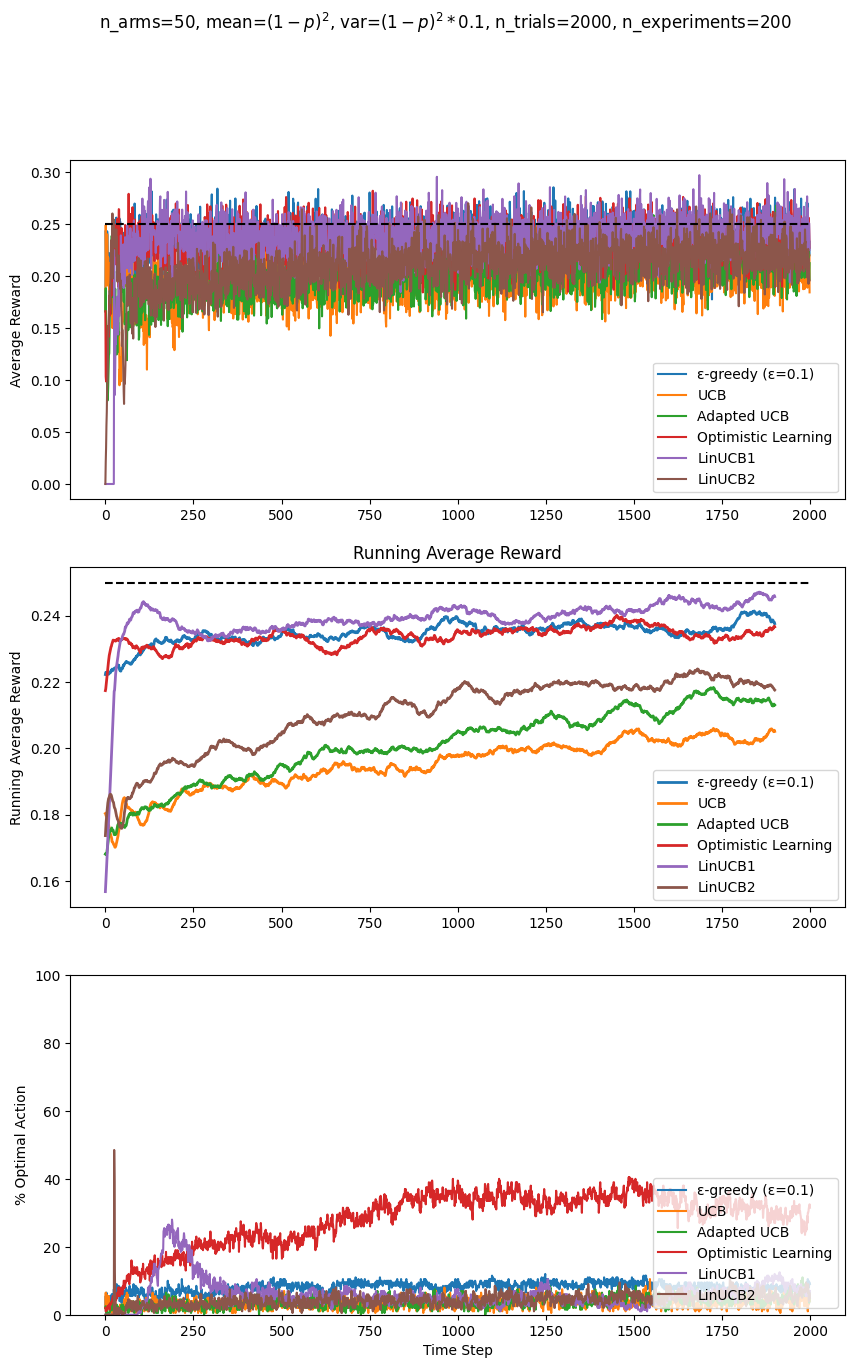 n_arms=50, mean=$(1-p)^2$, var=$(1-p)^2*0.1$, n_trials=2000, n_experiments=200
0.30
0.25
0.20
0.15
0.10
0.05
0.00
Average Reward
ε-greedy (ε=0.1)
UCB
Adapted UCB
Optimistic Learning
LinUCB1
LinUCB2
0 250 500 750 1000 1250 1500 1750 2000
Running Average Reward
0.24
0.22
0.20
0.18
0.16
Running Average Reward
ε-greedy (ε=0.1)
UCB
Adapted UCB
Optimistic Learning
LinUCB1
LinUCB2
0 250 500 750 1000 1250 1500 1750 2000
100
80
60
40
20
0
% Optimal Action
ε-greedy (ε=0.1)
UCB
Adapted UCB
Optimistic Learning
LinUCB1
LinUCB2
0 250 500 750 1000 1250 1500 1750 2000
Time Step